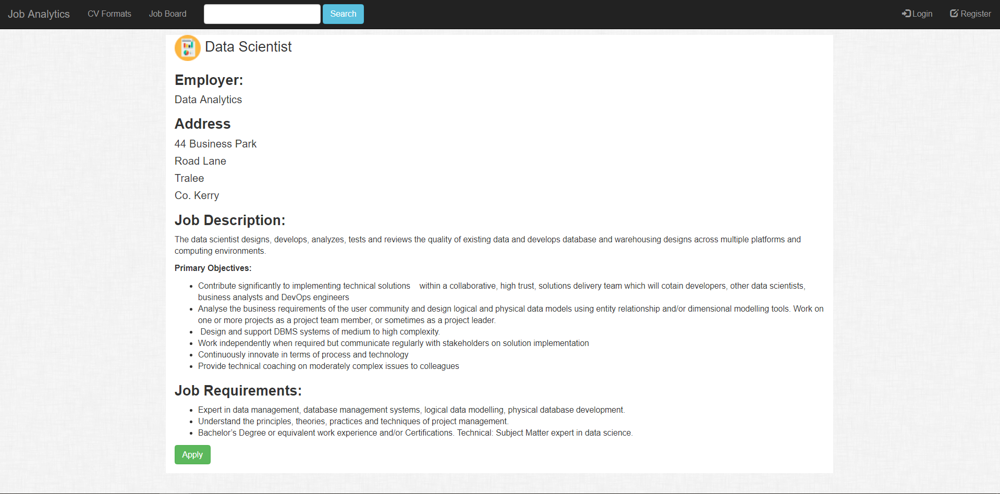 Job Analytics CV Formats Job Board Search Login Register
Data Scientist
Employer:
Data Analytics
Address
44 Business Park
Road Lane
Tralee
Co. Kerry
Job Description:
The data scientist designs, develops, analyzes, tests and reviews the quality of existing data and develops database and warehousing designs across multiple platforms and
computing environments.
Primary Objectives:
• Contribute significantly to implementing technical solutions    within a collaborative, high trust, solutions delivery team which will cotain developers, other data scientists,
business analysts and DevOps engineers
• Analyse the business requirements of the user community and design logical and physical data models using entity relationship and/or dimensional modelling tools. Work on
one or more projects as a project team member, or sometimes as a project leader.
• Design and support DBMS systems of medium to high complexity.
• Work independently when required but communicate regularly with stakeholders on solution implementation
• Continuously innovate in terms of process and technology
• Provide technical coaching on moderately complex issues to colleagues
Job Requirements:
• Expert in data management, database management systems, logical data modelling, physical database development.
• Understand the principles, theories, practices and techniques of project management.
• Bachelor’s Degree or equivalent work experience and/or Certifications. Technical: Subject Matter expert in data science.
Apply